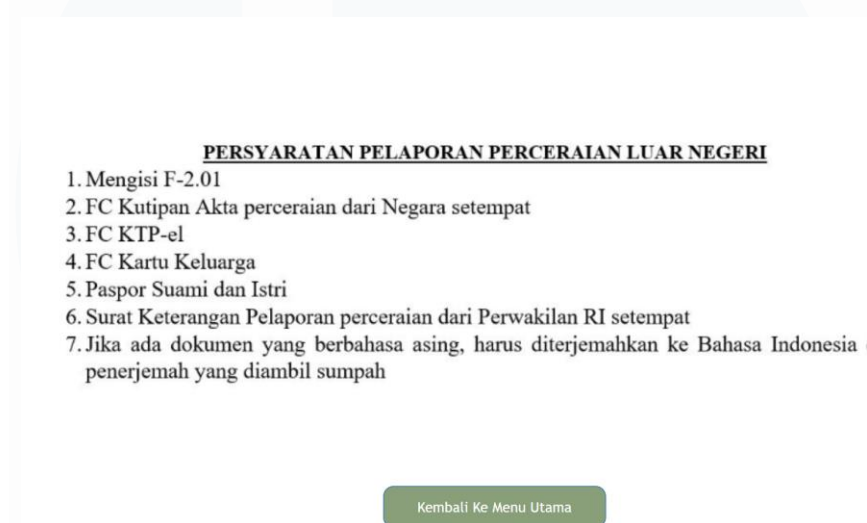 PERSYARATAN PELAPORAN PERCERAIAN LUAR NEGERI
1. Mengisi F-2.01
2. FC Kutipan Akta perceraian dari Negara setempat
3. FC KTP-el
4. FC Kartu Keluarga
5. Paspor Suami dan Istri
6. Surat Keterangan Pelaporan perceraian dari Perwakilan RI setempat
7. Jika ada dokumen yang berbahasa asing, harus diterjemahkan ke Bahasa Indonesia
penerjemah yang diambil sumpah
Kembali Ke Menu Utama